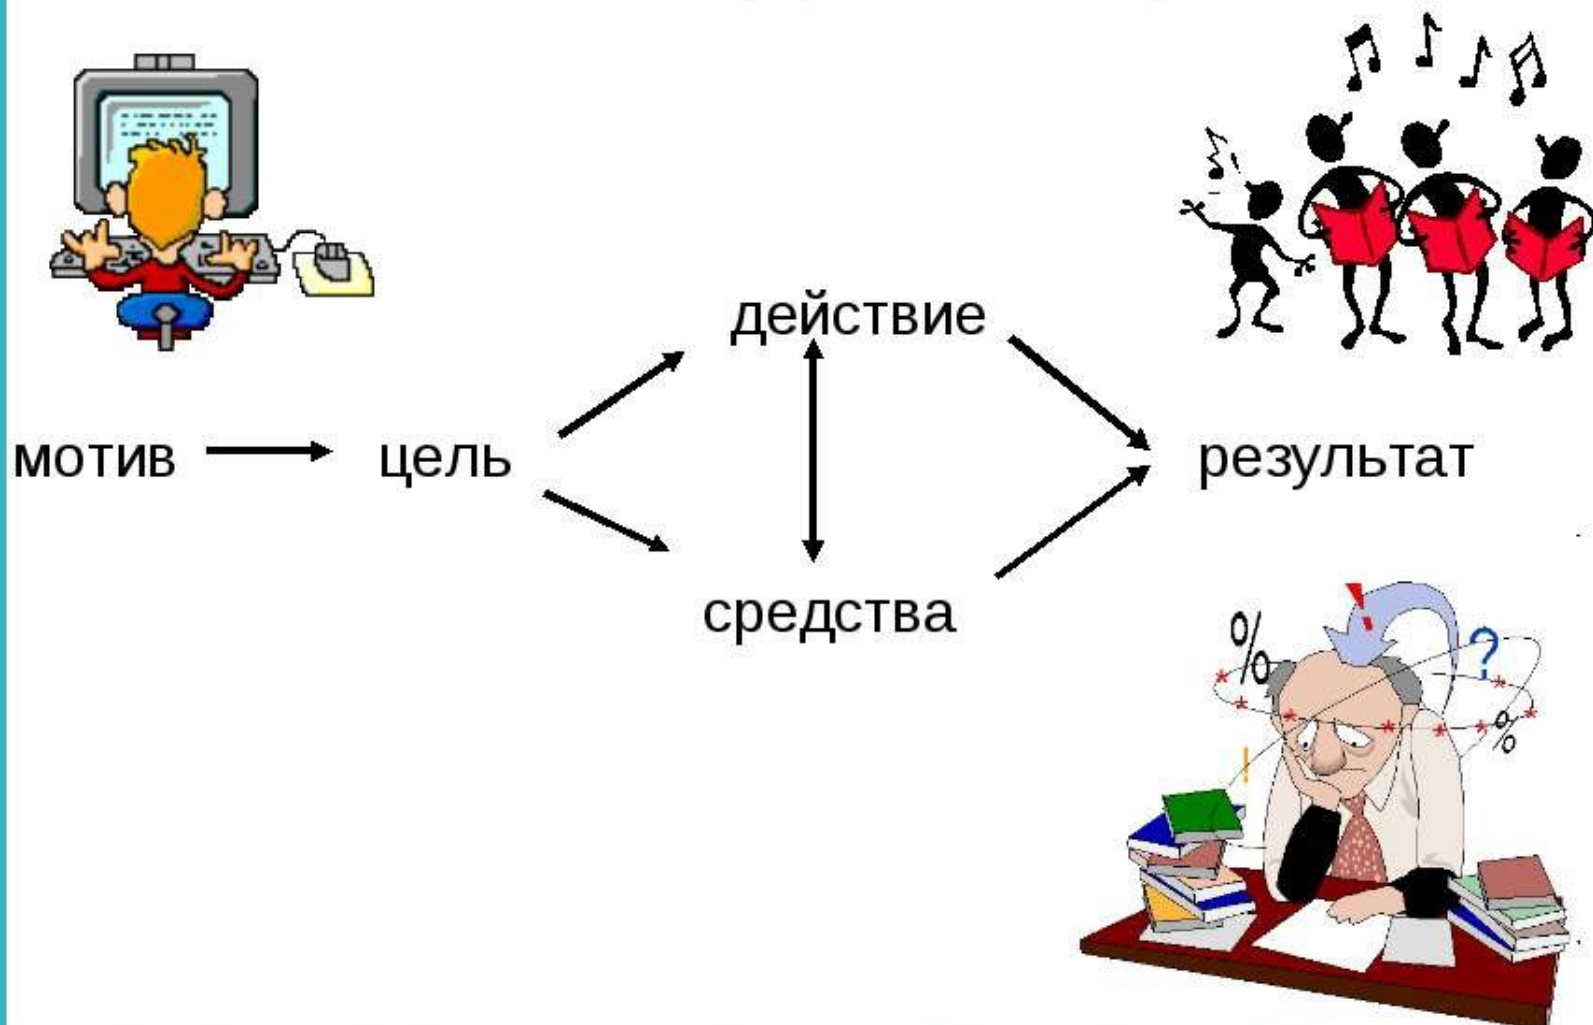 действие
мотив цель результат
средства
% ! ?
%
!